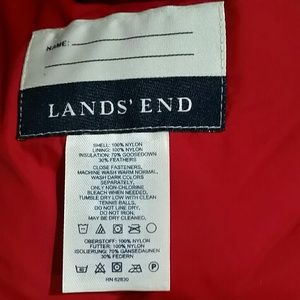 NAME:
LANDS' END
SHELL: 100% NYLON
LINING: 100% NYLON
INSULATION: 70% GOOSEDOWN
30% FEATHERS
CLOSE FASTENERS,
MACHINE WASH WARM NORMAL,
WASH DARK COLORS
SEPARATELY,
ONLY NON-CHLORINE
BLEACH WHEN NEEDED,
TUMBLE DRY LOW WITH CLEAN
TENNIS BALLS,
DO NOT LINE DRY,
DO NOT IRON,
MAY BE DRY CLEANED
OBERSTOFF: 100% NYLON
FUTTER: 100% NYLON
ISOLIERUNG: 70% GÄNSEDAUNEN
30% FEDERN
RN 62830